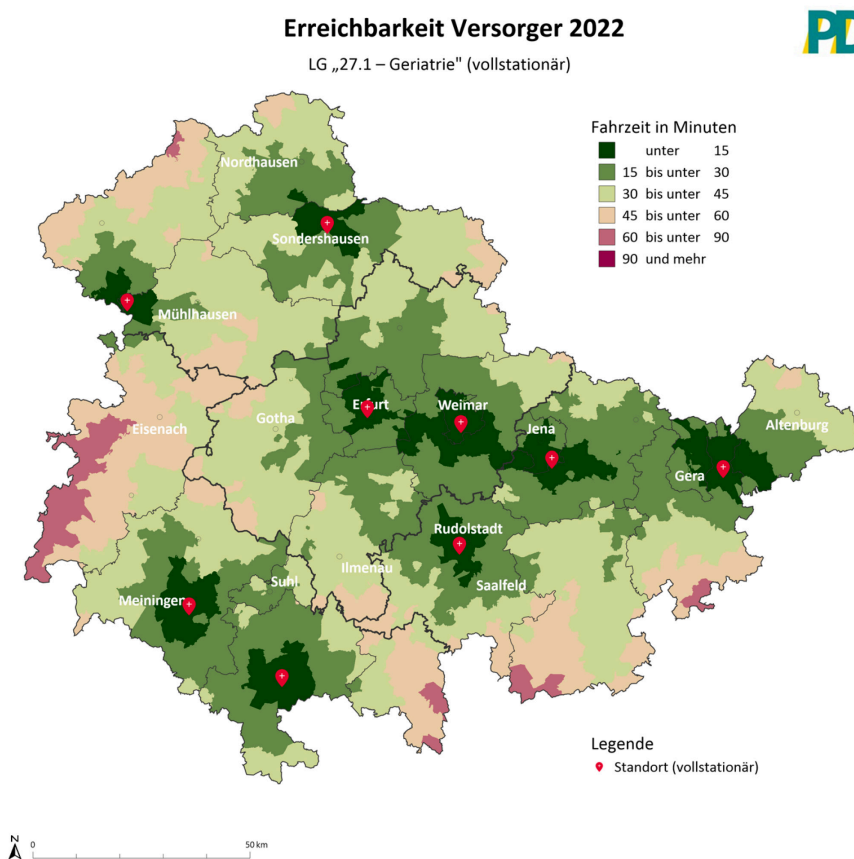 Erreichbarkeit Versorger 2022
LG „27.1 – Geriatrie" (vollstationär)
PD
Fahrzeit in Minuten
unter 15
15 bis unter 30
30 bis unter 45
45 bis unter 60
60 bis unter 90
90 und mehr
Nordhausen
Sondershausen
Mühlhausen
Eisenach
Gotha
Erfurt
Weimar
Jena
Gera
Altenburg
Rudolstadt
Saalfeld
Ilmenau
Suhl
Meiningen
Legende
Standort (vollstationär)
N
0 50 km